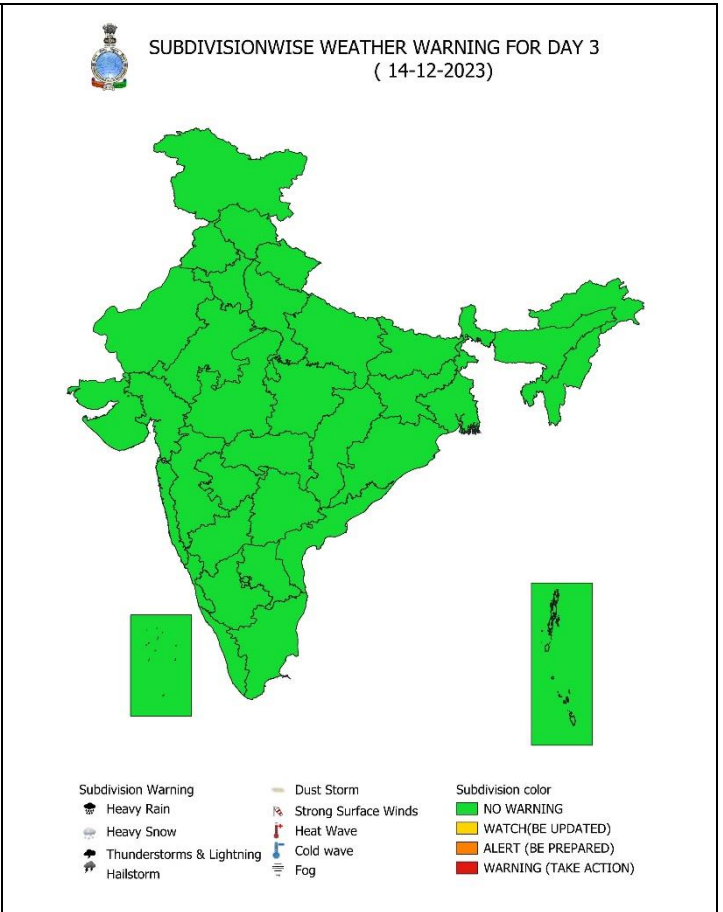 SUBDIVISIONWISE WEATHER WARNING FOR DAY 3
( 14-12-2023)
Subdivision Warning
Heavy Rain
Heavy Snow
Thunderstorms & Lightning
Hailstorm
Dust Storm
Strong Surface Winds
Heat Wave
Cold wave
Fog
Subdivision color
NO WARNING
WATCH(BE UPDATED)
ALERT (BE PREPARED)
WARNING (TAKE ACTION)